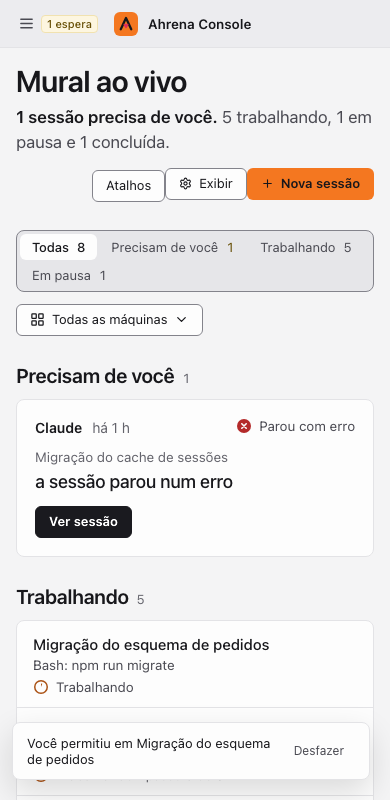 1 espera
Ahrena Console
Mural ao vivo
1 sessão precisa de você. 5 trabalhando, 1 em
pausa e 1 concluída.
Atalhos
Exibir
Nova sessão
Todas 8
Precisam de você 1
Trabalhando 5
Em pausa 1
Todas as máquinas
Precisam de você 1
Claude há 1 h
Parou com erro
Migração do cache de sessões
a sessão parou num erro
Ver sessão
Trabalhando 5
Migração do esquema de pedidos
Bash: npm run migrate
Trabalhando
Você permitiu em Migração do esquema
de pedidos
Desfazer